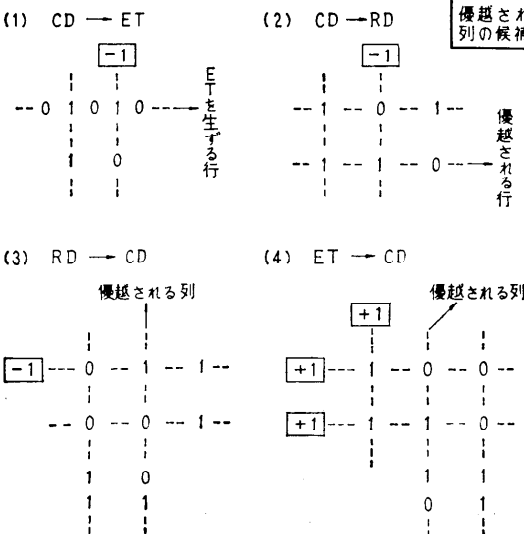 (1) CD → ET
-1
-- 0 1 0 1 0 --→ ETを生ずる行
1 0
(2) CD → RD
優越され
列の候補
-1
-- 1 -- 0 -- 1 --
-- 1 -- 1 -- 0 --→ 優越される行
(3) RD → CD
優越される列
-1 --- 0 -- 1 -- 1 --
-- 0 -- 0 -- 1 --
1 0
1 1
(4) ET → CD
優越される列
+1
+1 --- 1 -- 0 -- 0 --
+1 --- 1 -- 1 -- 0 --
1 1
0 1